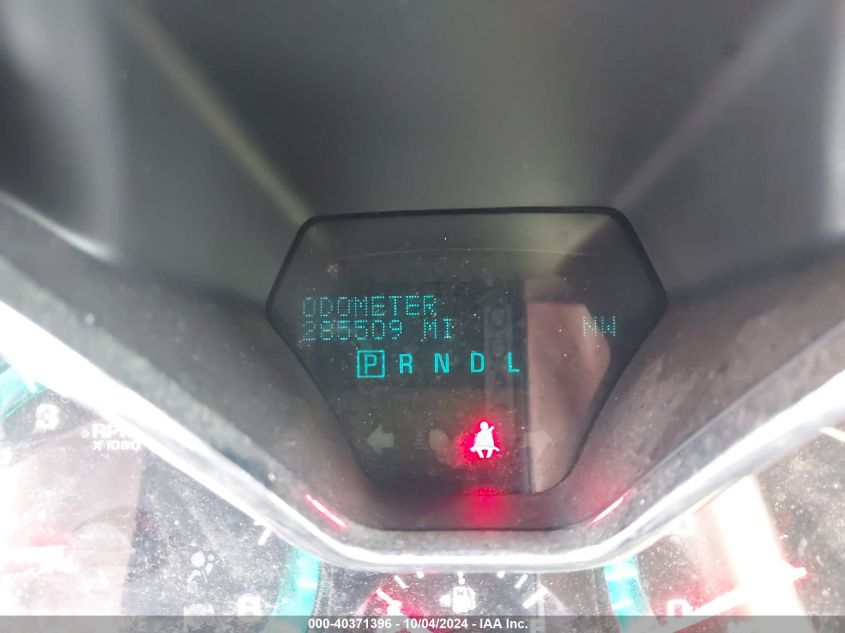 ODOMETER
285509 MI NW
P R N D L
RPM
X1000
000-40371396 - 10/04/2024 - IAA Inc.